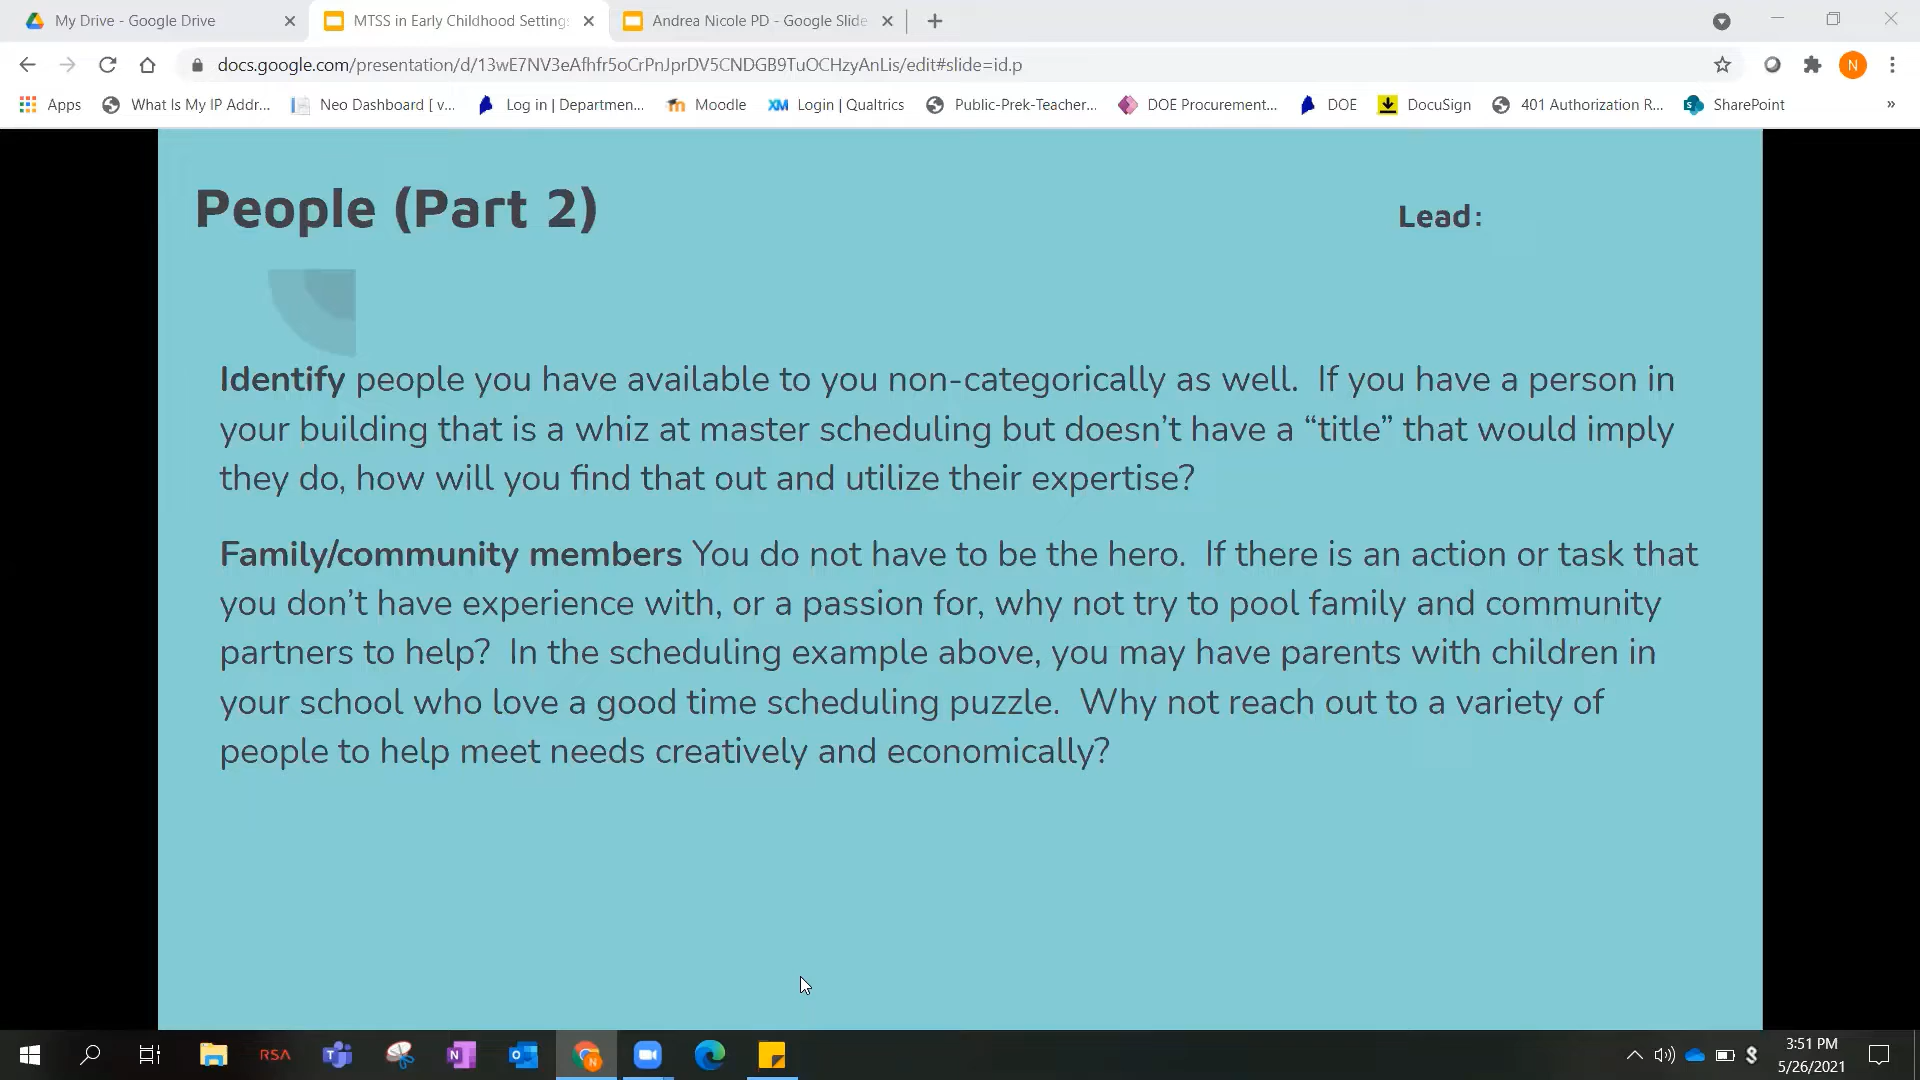 My Drive - Google Drive
MTSS in Early Childhood Settings
Andrea Nicole PD - Google Slide
docs.google.com/presentation/d/13wE7NV3eAfhfr5oCrPnJprDV5CNDGB9TuOCHzyAnLis/edit#slide=id.p
N
Apps
What Is My IP Addr...
Neo Dashboard [ v...
Log in | Departmen...
Moodle
XM Login | Qualtrics
Public-Prek-Teacher...
DOE Procurement...
DOE
DocuSign
401 Authorization R...
SharePoint
»
People (Part 2)
Lead:
Identify people you have available to you non-categorically as well.  If you have a person in
your building that is a whiz at master scheduling but doesn’t have a “title” that would imply
they do, how will you find that out and utilize their expertise?
Family/community members You do not have to be the hero.  If there is an action or task that
you don’t have experience with, or a passion for, why not try to pool family and community
partners to help?  In the scheduling example above, you may have parents with children in
your school who love a good time scheduling puzzle.  Why not reach out to a variety of
people to help meet needs creatively and economically?
RSA
3:51 PM
5/26/2021